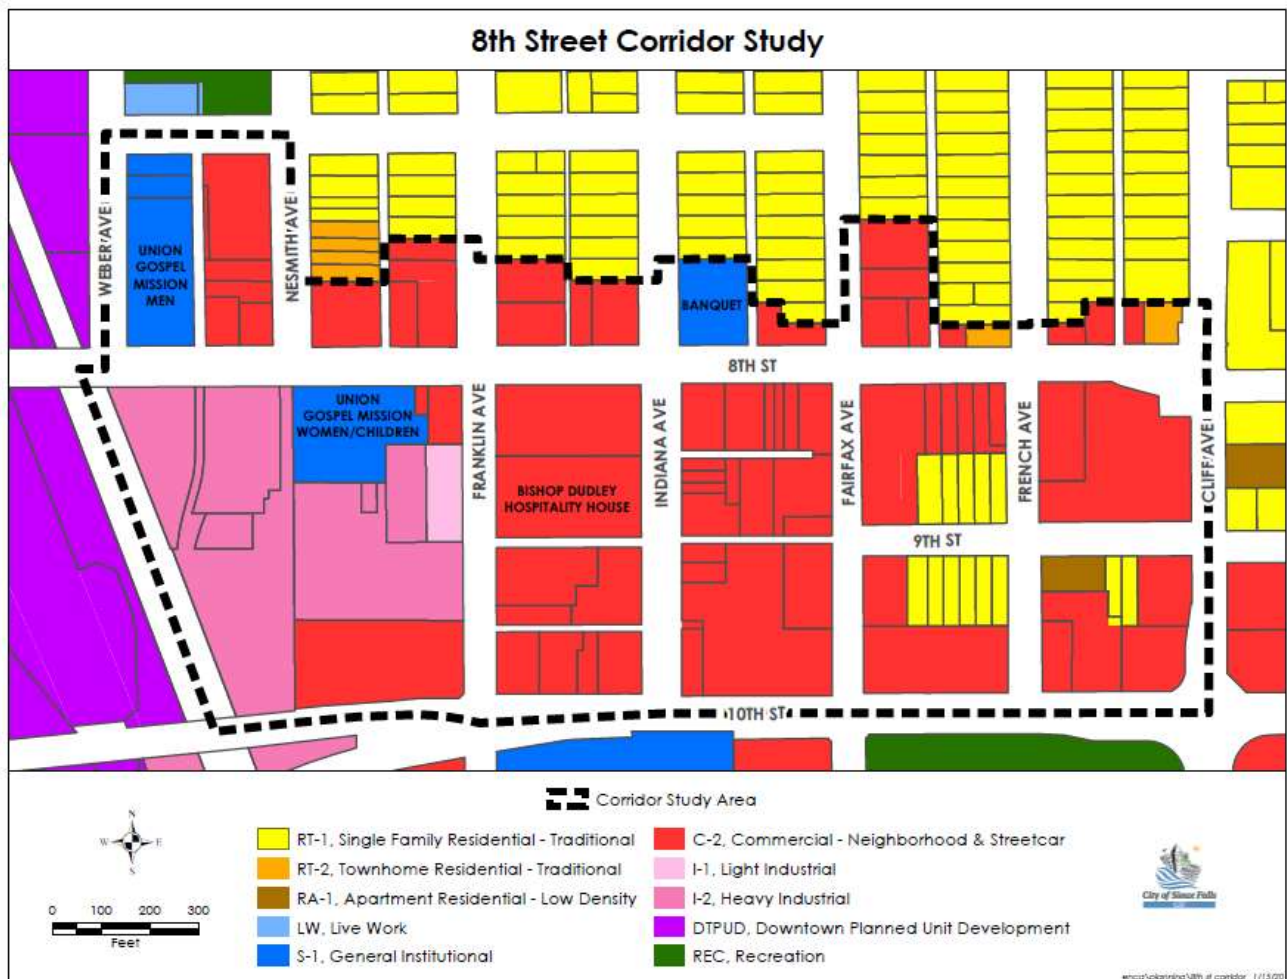 8th Street Corridor Study
WEBER AVE
NESMITH AVE
UNION
GOSPEL
MISSION
MEN
BANQUET
8TH ST
UNION
GOSPEL MISSION
WOMEN/CHILDREN
FRANKLIN AVE
BISHOP DUDLEY
HOSPITALITY HOUSE
INDIANA AVE
FAIRFAX AVE
FRENCH AVE
CLIFF AVE
9TH ST
10TH ST
Corridor Study Area
N
W E
S
0 100 200 300
Feet
RT-1, Single Family Residential - Traditional
RT-2, Townhome Residential - Traditional
RA-1, Apartment Residential - Low Density
LW, Live Work
S-1, General Institutional
C-2, Commercial - Neighborhood & Streetcar
I-1, Light Industrial
I-2, Heavy Industrial
DTPUD, Downtown Planned Unit Development
REC, Recreation
City of Sioux Falls